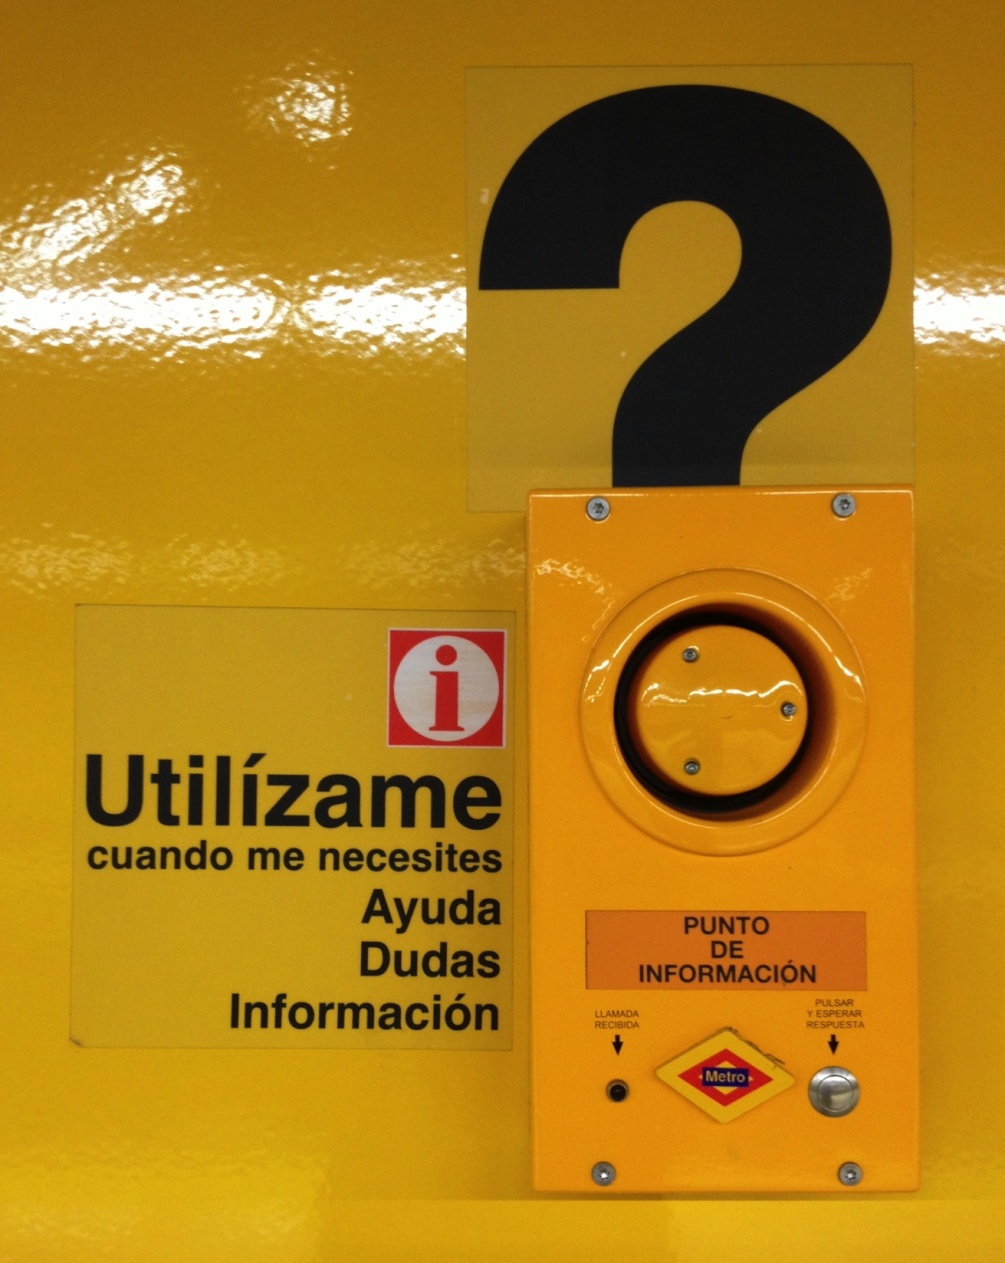 ?
i
Utilízame
cuando me necesites
Ayuda
Dudas
Información
PUNTO
DE
INFORMACIÓN
LLAMADA
RECIBIDA
PULSAR
Y ESPERAR
RESPUESTA
Metro